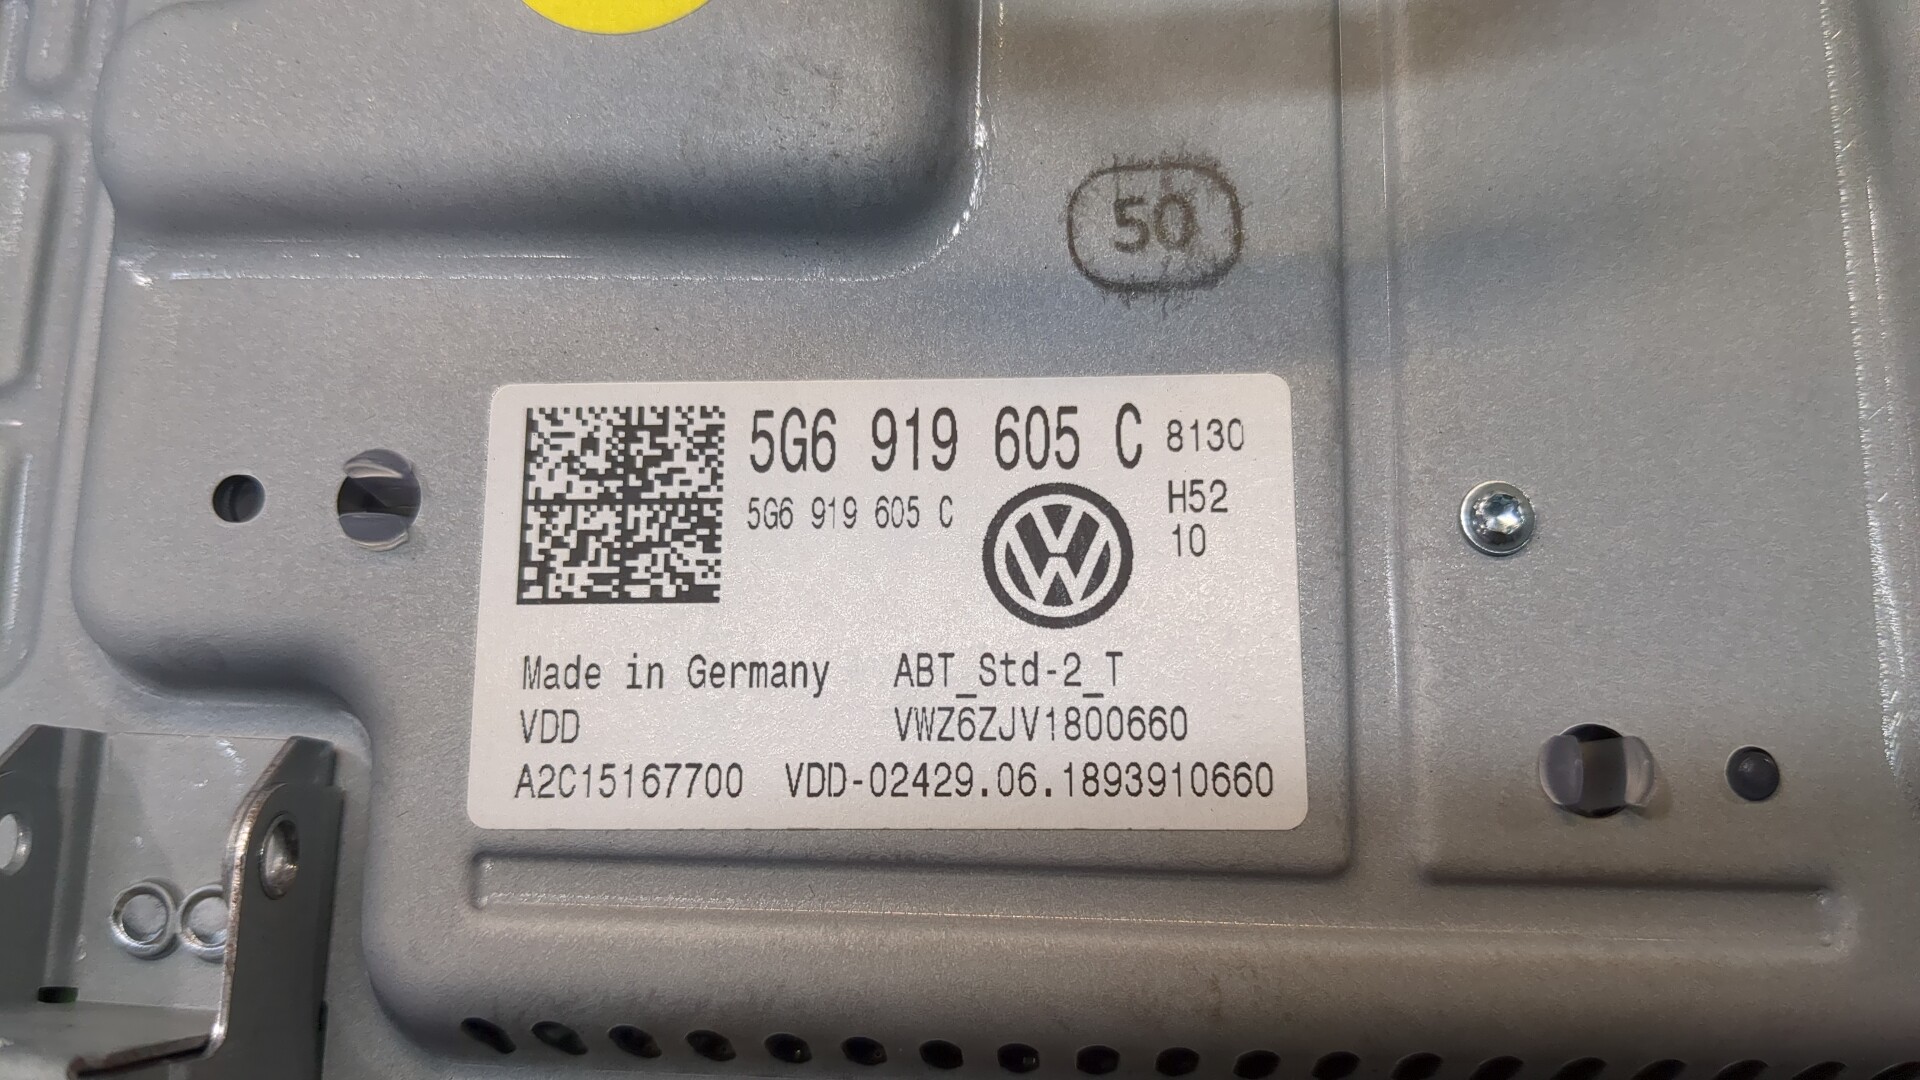 50
5G6 919 605 C 8130
5G6 919 605 C
H52
10
Made in Germany ABT_Std-2_T
VDD VWZ6ZJV1800660
A2C15167700 VDD-02429.06.1893910660